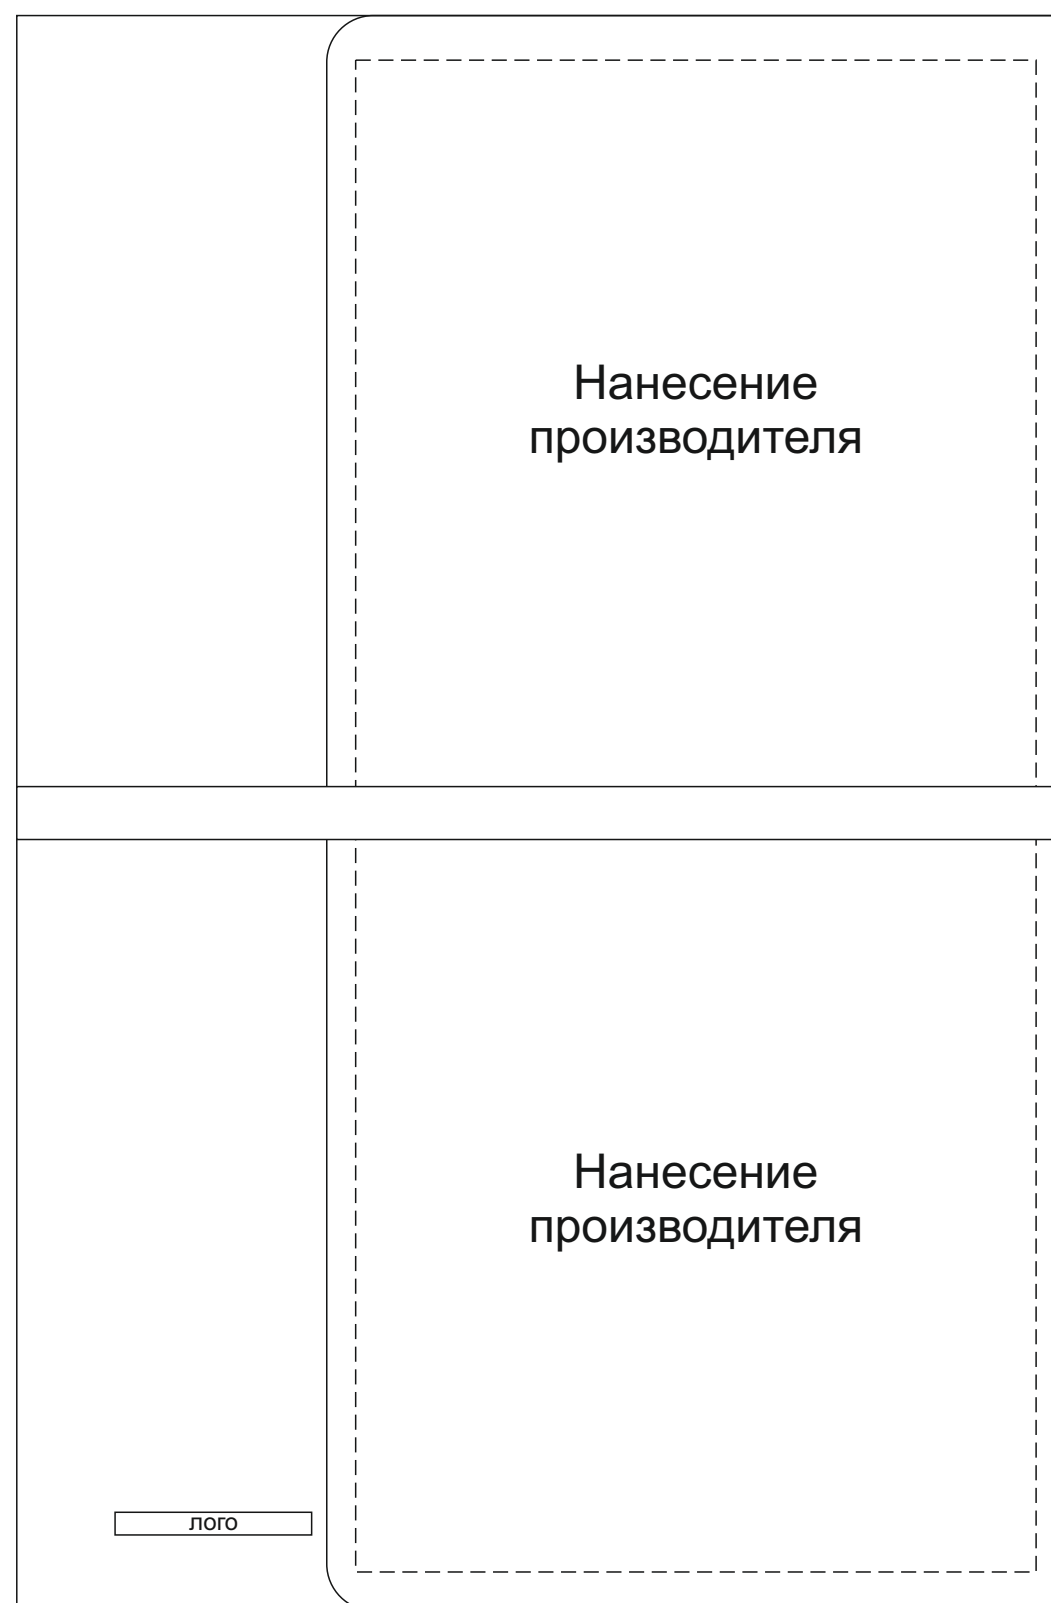 Нанесение
производителя
Нанесение
производителя
лого